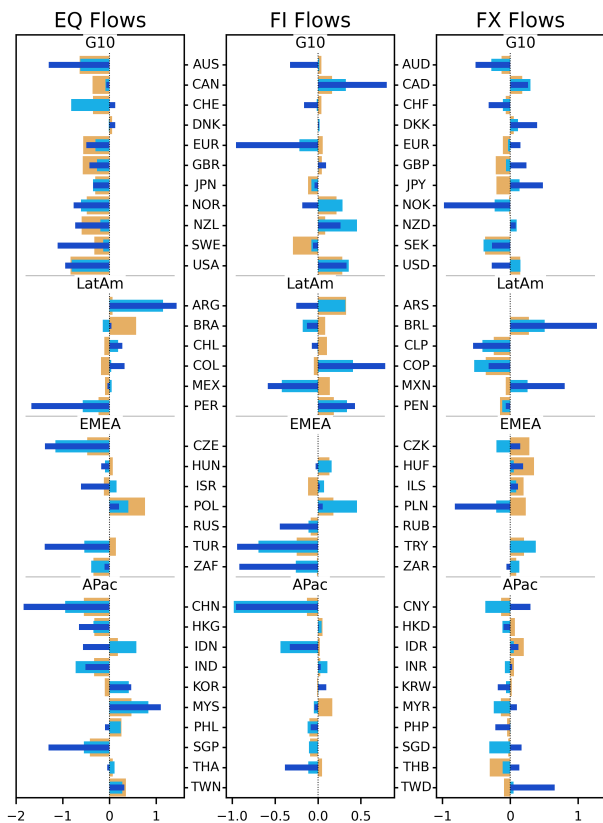 EQ Flows FI Flows FX Flows
G10 G10 G10
AUS AUD
CAN CAD
CHE CHF
DNK DKK
EUR EUR
GBR GBP
JPN JPY
NOR NOK
NZL NZD
SWE SEK
USA USD
LatAm LatAm LatAm
ARG ARS
BRA BRL
CHL CLP
COL COP
MEX MXN
PER PEN
EMEA EMEA EMEA
CZE CZK
HUN HUF
ISR ILS
POL PLN
RUS RUB
TUR TRY
ZAF ZAR
APac APac APac
CHN CNY
HKG HKD
IDN IDR
IND INR
KOR KRW
MYS MYR
PHL PHP
SGP SGD
THA THB
TWN TWD
−2 −1 0 1 −1.0 −0.5 0.0 0.5 −1 0 1